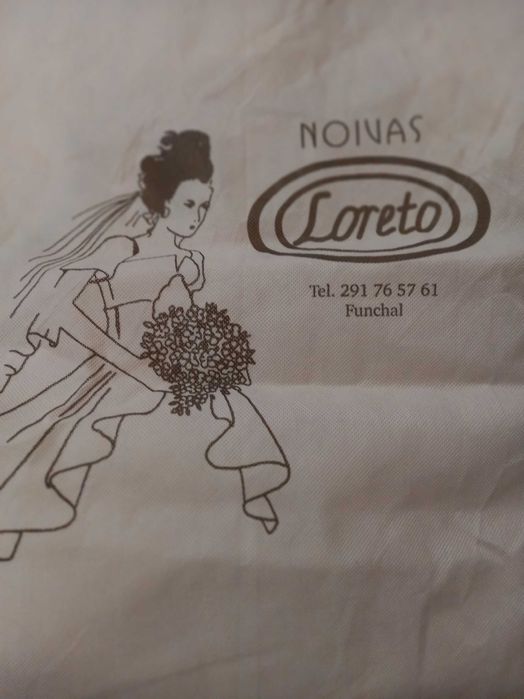 NOIVAS
Loreto
Tel. 291 76 57 61
Funchal